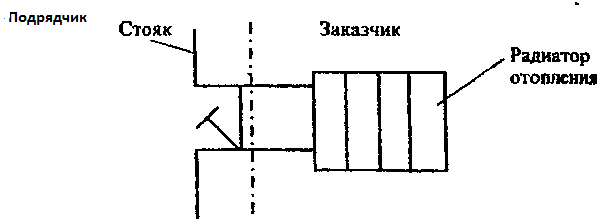 Подрядчик
Стояк
Заказчик
Радиатор
отопления